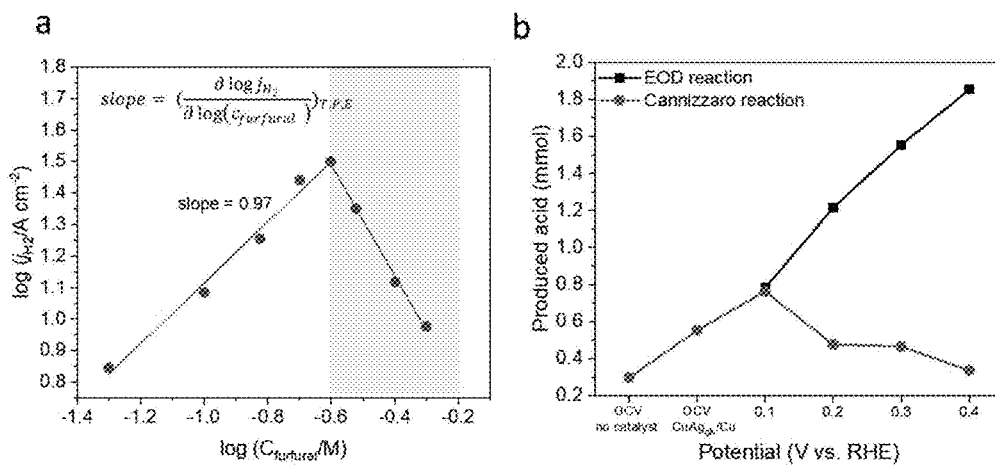 a
b
slope = (∂ log j_H2 / ∂ log(c_furfural))_T,P,E
slope = 0.97
1.8
1.7
1.6
1.5
1.4
1.3
1.2
1.1
1.0
0.9
0.8
log (j_H2/A cm⁻²)
-1.4 -1.2 -1.0 -0.8 -0.6 -0.4 -0.2
log (C_furfural/M)
EOD reaction
Cannizzaro reaction
2.0
1.8
1.6
1.4
1.2
1.0
0.8
0.6
0.4
0.2
Produced acid (mmol)
OCV OCV 0.1 0.2 0.3 0.4
no catalyst /Cu
Potential (V vs. RHE)